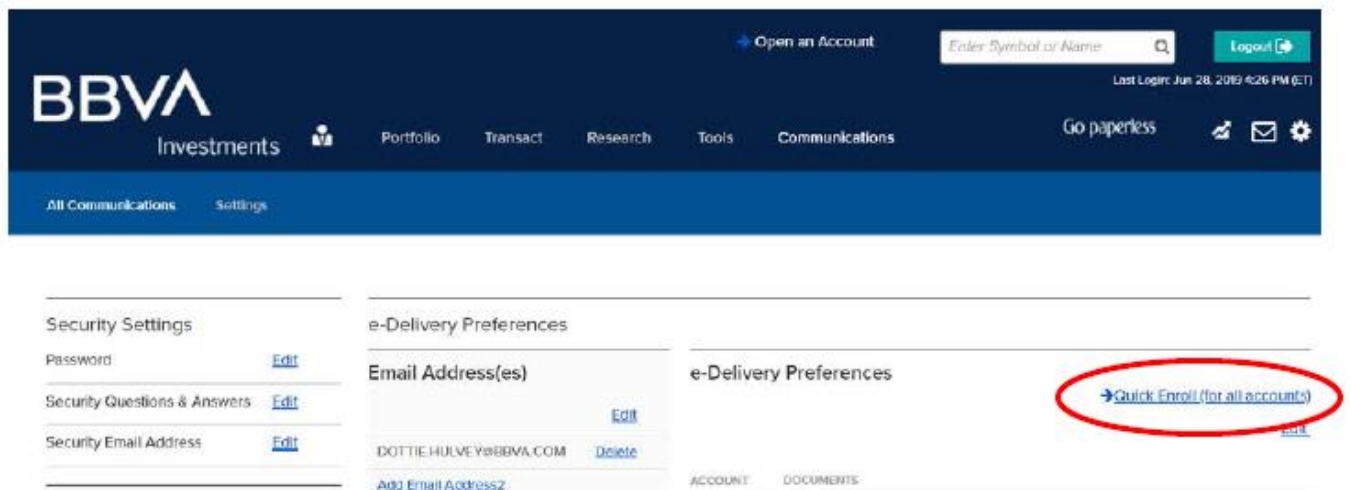 Open an Account
Enter Symbol or Name
Logout
Last Login: Jun 28, 2019 4:26 PM (ET)
BBVA
Investments
Portfolio Transact Research Tools Communications
Go paperless
All Communications Settings
Security Settings
Password Edit
Security Questions & Answers Edit
Security Email Address Edit
e-Delivery Preferences
Email Address(es)
Edit
DOTTIE.HULVEY@BBVA.COM Delete
Add Email Address2
e-Delivery Preferences
Quick Enroll (for all accounts)
Edit
ACCOUNT DOCUMENTS